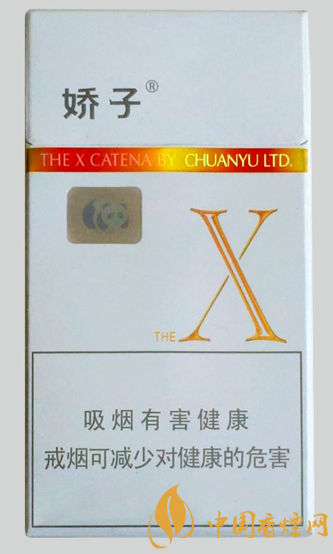 娇子®
THE X CATENA BY CHUANYU LTD.
THE X
吸烟有害健康
戒烟可减少对健康的危害
中国香烟网